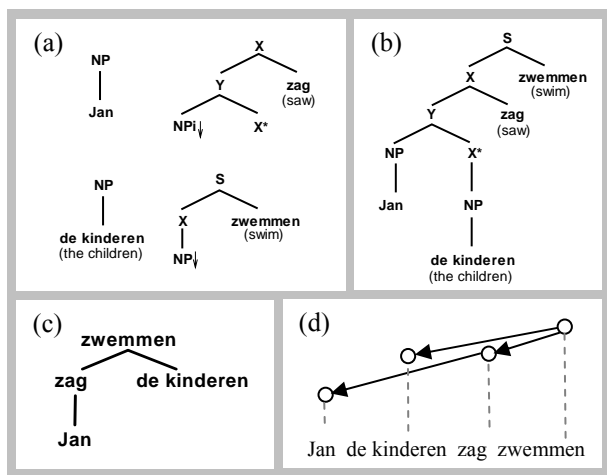 (a)
NP
Jan
X
Y
zag
(saw)
NPi↓
X*
NP
de kinderen
(the children)
S
X
zwemmen
(swim)
NP↓
(b)
S
X
zwemmen
(swim)
Y
zag
(saw)
NP
X*
Jan
NP
de kinderen
(the children)
(c)
zwemmen
zag de kinderen
Jan
(d)
Jan de kinderen zag zwemmen